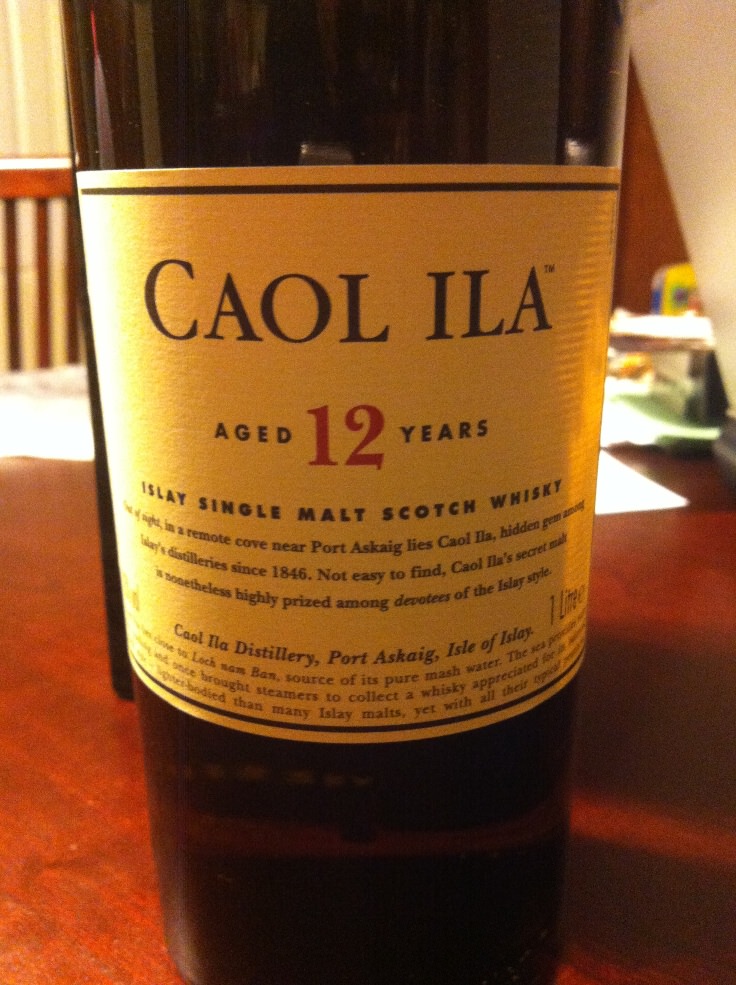 CAOL ILA™
AGED 12 YEARS
ISLAY SINGLE MALT SCOTCH WHISKY
Out of sight, in a remote cove near Port Askaig lies Caol Ila, hidden gem among
Islay's distilleries since 1846. Not easy to find, Caol Ila's secret malt
is nonetheless highly prized among devotees of the Islay style.
1 Litre
Caol Ila Distillery, Port Askaig, Isle of Islay.
close to Loch nam Ban, source of its pure mash water. The sea
and once brought steamers to collect a whisky appreciated for
lighter-bodied than many Islay malts, yet with all their typical